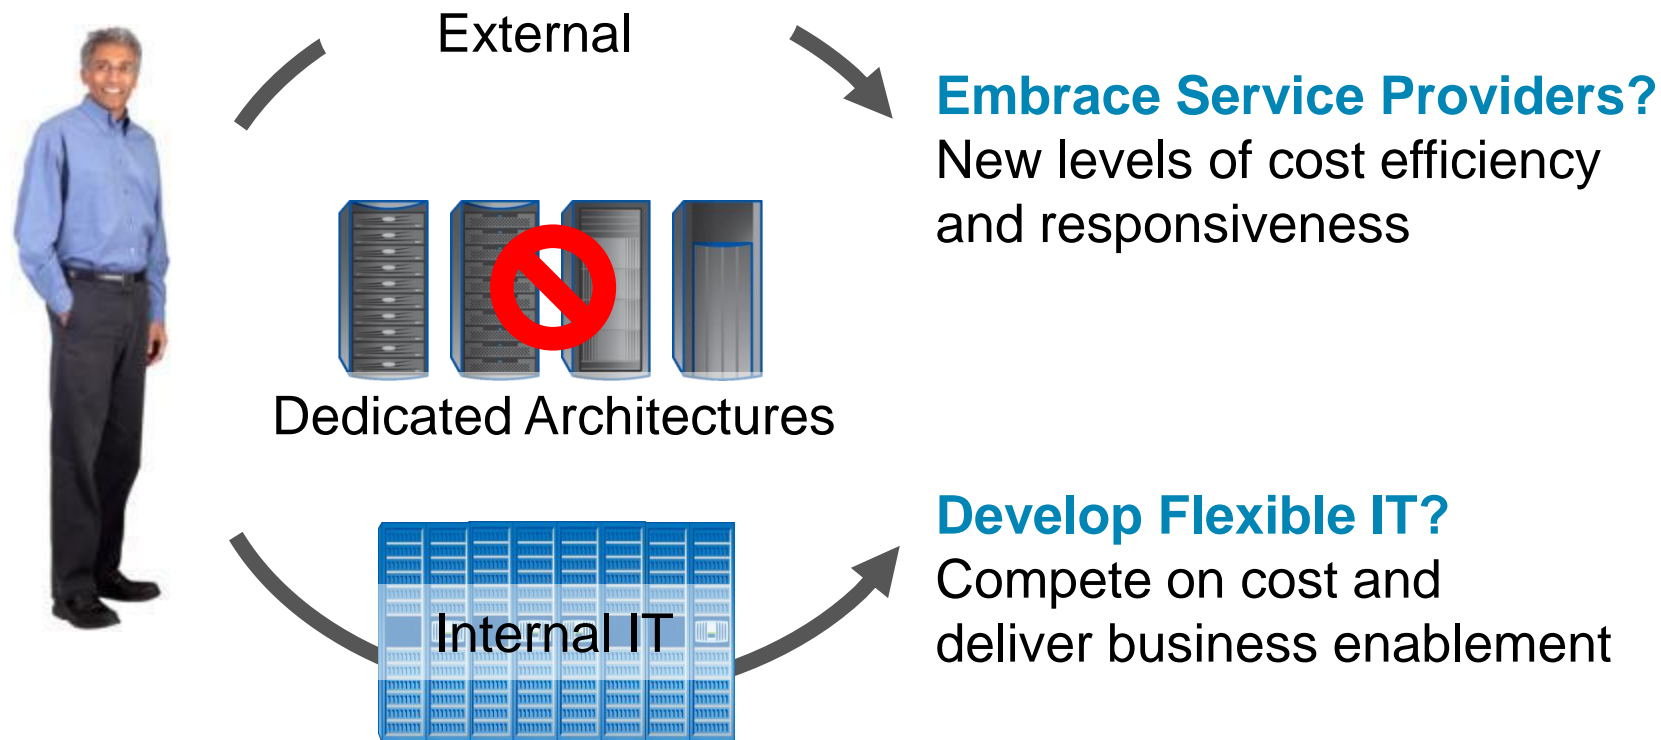 External
Embrace Service Providers?
New levels of cost efficiency
and responsiveness
Dedicated Architectures
Internal IT
Develop Flexible IT?
Compete on cost and
deliver business enablement